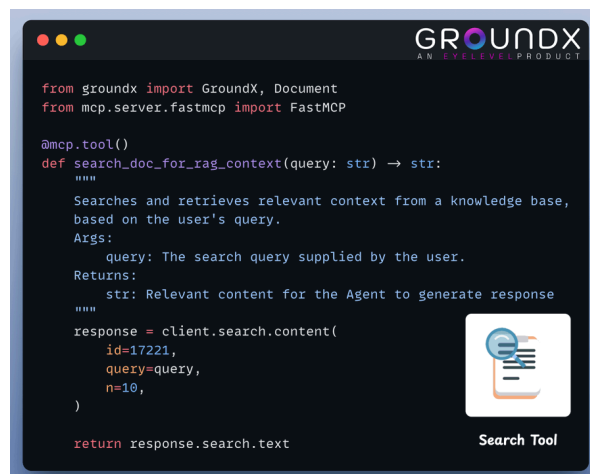 GROUNDX
AN EYELEVEL PRODUCT
from groundx import GroundX, Document
from mcp.server.fastmcp import FastMCP
@mcp.tool()
def search_doc_for_rag_context(query: str) → str:
"""
Searches and retrieves relevant context from a knowledge base,
based on the user's query.
Args:
query: The search query supplied by the user.
Returns:
str: Relevant content for the Agent to generate response
"""
response = client.search.content(
id=17221,
query=query,
n=10,
)
return response.search.text
Search Tool